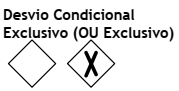 Desvio Condicional
Exclusivo (OU Exclusivo)
X